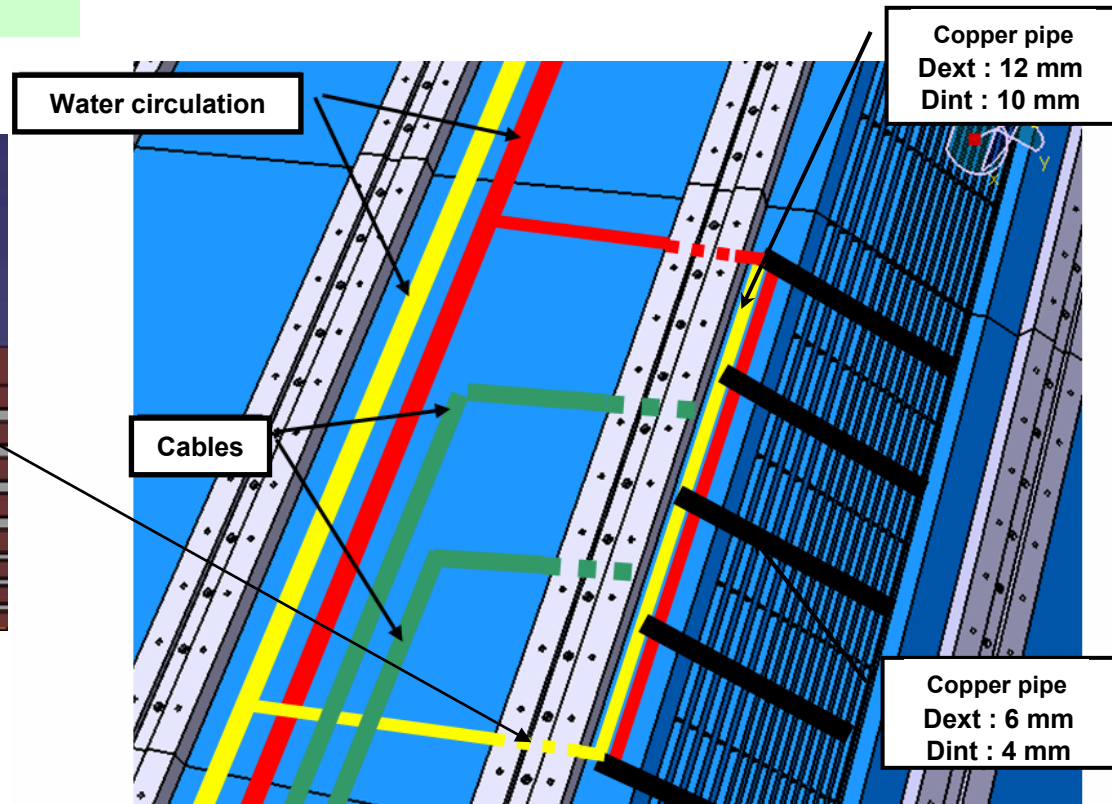 Water circulation
Copper pipe
Dext : 12 mm
Dint : 10 mm
y
x
Cables
Copper pipe
Dext : 6 mm
Dint : 4 mm